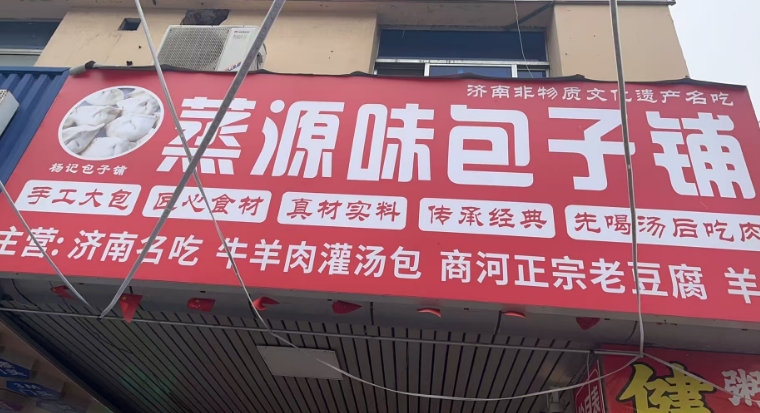 济南非物质文化遗产名吃
蒸源味包子铺
杨记包子铺
手工大包 匠心食材 真材实料 传承经典 先喝汤后吃肉
主营: 济南名吃 牛羊肉灌汤包 商河正宗老豆腐 羊
健 粥